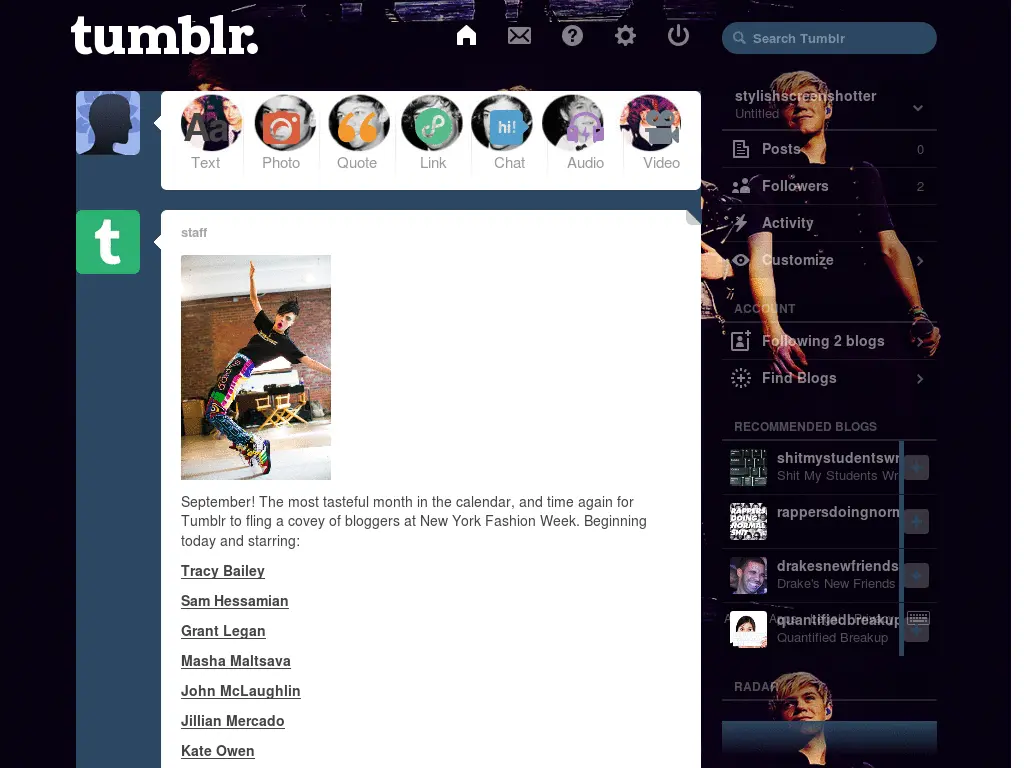 tumblr.
Search Tumblr
Aa
hi!
Text
Photo
Quote
Link
Chat
Audio
Video
t
staff
September! The most tasteful month in the calendar, and time again for
Tumblr to fling a covey of bloggers at New York Fashion Week. Beginning
today and starring:
Tracy Bailey
Sam Hessamian
Grant Legan
Masha Maltsava
John McLaughlin
Jillian Mercado
Kate Owen
stylishscreenshotter
Untitled
Posts 0
Followers 2
Activity
Customize
ACCOUNT
Following 2 blogs
Find Blogs
RECOMMENDED BLOGS
shitmystudentswr
Shit My Students Wr
RAPPERS DOING NORMAL SHIT
rappersdoingnorm
drakesnewfriends
Drake's New Friends
quantifiedbreakup
Quantified Breakup
RADAR